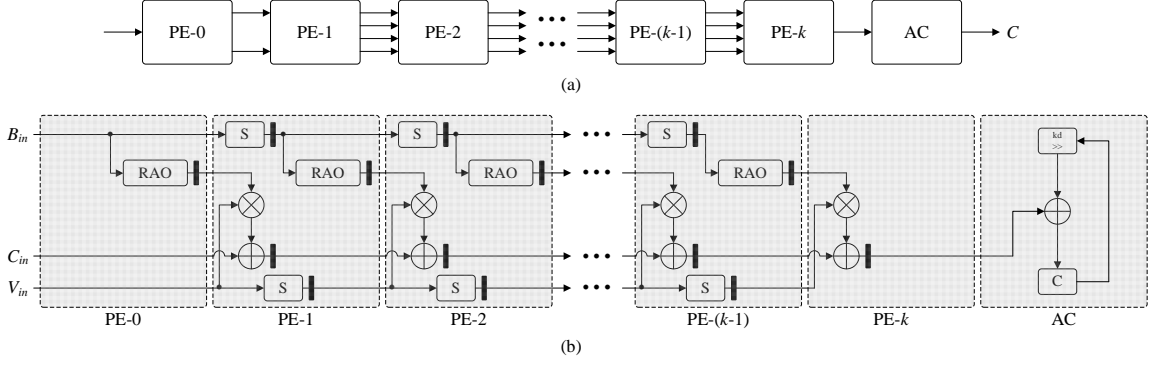 PE-0 PE-1 PE-2 ••• ••• PE-(k-1) PE-k AC C
(a)
B_in S S ••• S kd >>
RAO RAO RAO ••• RAO
C_in ••• C
V_in S S ••• S
PE-0 PE-1 PE-2 PE-(k-1) PE-k AC
(b)